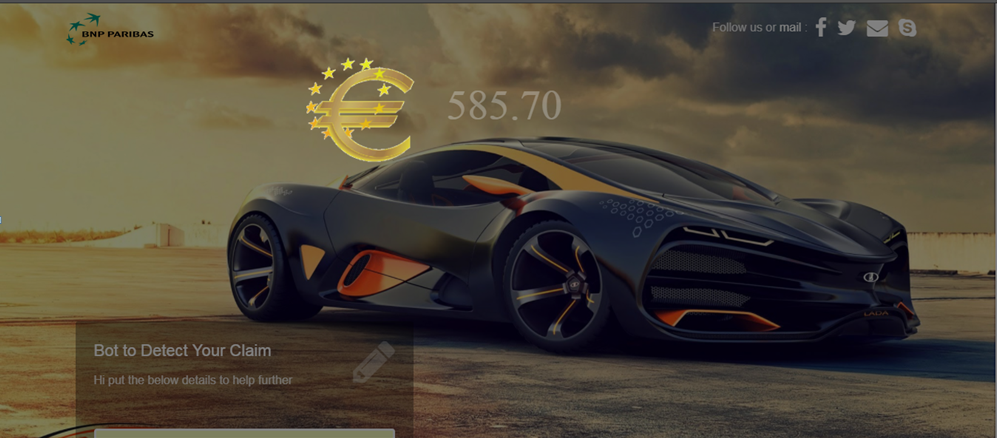 BNP PARIBAS
Follow us or mail :
585.70
LADA
Bot to Detect Your Claim
Hi put the below details to help further